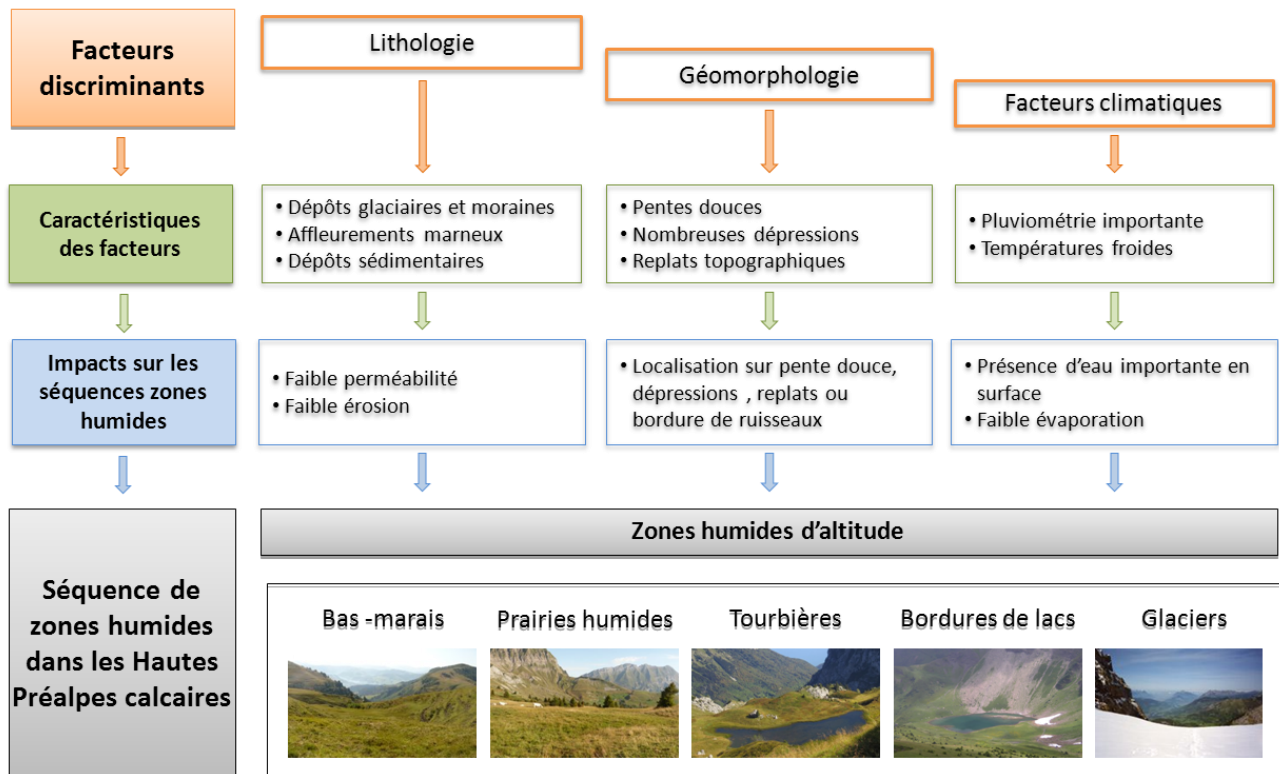 Facteurs
discriminants
Lithologie
Géomorphologie
Facteurs climatiques
Caractéristiques
des facteurs
• Dépôts glaciaires et moraines
• Affleurements marneux
• Dépôts sédimentaires
• Pentes douces
• Nombreuses dépressions
• Replats topographiques
• Pluviométrie importante
• Températures froides
Impacts sur les
séquences zones
humides
• Faible perméabilité
• Faible érosion
• Localisation sur pente douce,
dépressions , replats ou
bordure de ruisseaux
• Présence d'eau importante en
surface
• Faible évaporation
Séquence de
zones humides
dans les Hautes
Préalpes calcaires
Zones humides d'altitude
Bas -marais
Prairies humides
Tourbières
Bordures de lacs
Glaciers